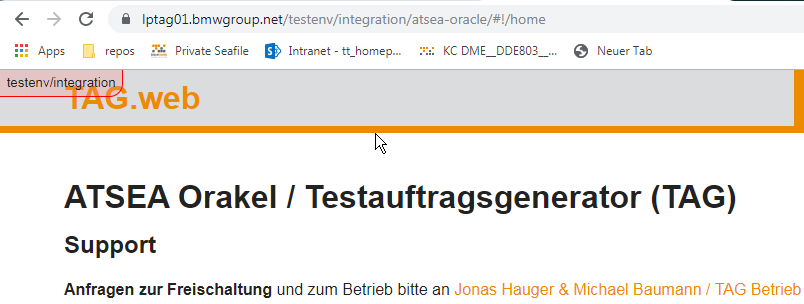 lptag01.bmwgroup.net/testenv/integration/atsea-oracle/#!/home
Apps repos Private Seafile Intranet - tt_homep... KC DME__DDE803__... Neuer Tab
testenv/integration
TAG.web
ATSEA Orakel / Testauftragsgenerator (TAG)
Support
Anfragen zur Freischaltung und zum Betrieb bitte an Jonas Hauger & Michael Baumann / TAG Betrieb